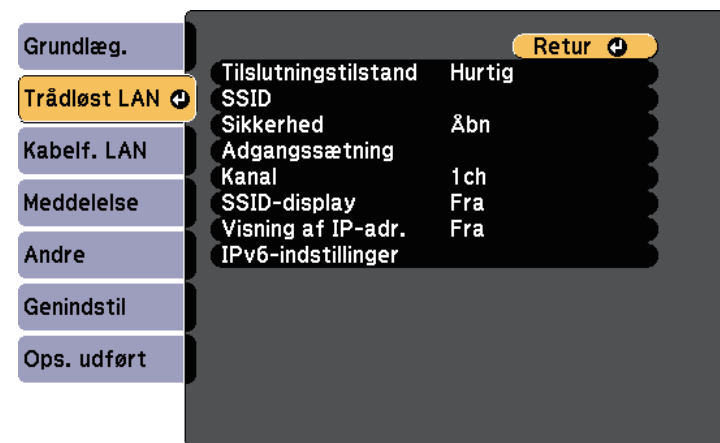 Grundlæg.
Trådløst LAN
Kabelf. LAN
Meddelelse
Andre
Genindstil
Ops. udført
Retur
Tilslutningstilstand Hurtig
SSID
Sikkerhed Åbn
Adgangssætning
Kanal 1ch
SSID-display Fra
Visning af IP-adr. Fra
IPv6-indstillinger